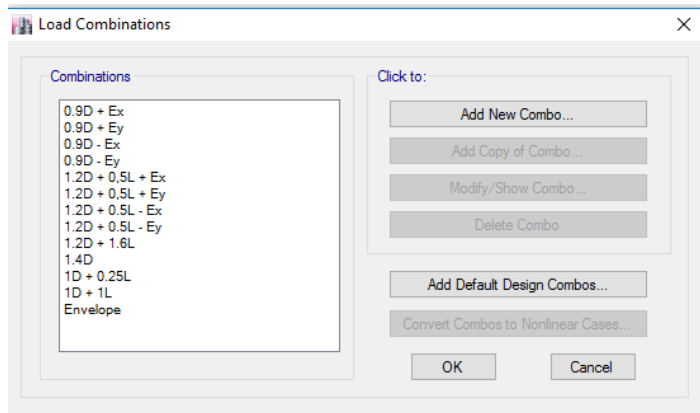 Load Combinations
Combinations
0.9D + Ex
0.9D + Ey
0.9D - Ex
0.9D - Ey
1.2D + 0,5L + Ex
1.2D + 0,5L + Ey
1.2D + 0.5L - Ex
1.2D + 0.5L - Ey
1.2D + 1.6L
1.4D
1D + 0.25L
1D + 1L
Envelope
Click to:
Add New Combo...
Add Copy of Combo...
Modify/Show Combo...
Delete Combo
Add Default Design Combos...
Convert Combos to Nonlinear Cases...
OK
Cancel